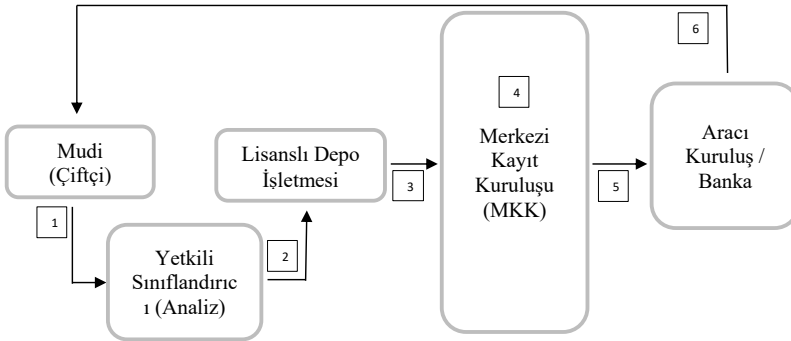 6
4
Merkezi
Kayıt
Kuruluşu
(MKK)
Aracı
Kuruluş /
Banka
Mudi
(Çiftçi)
Lisanslı Depo
İşletmesi
3
5
1
2
Yetkili
Sınıflandırıc
ı (Analiz)